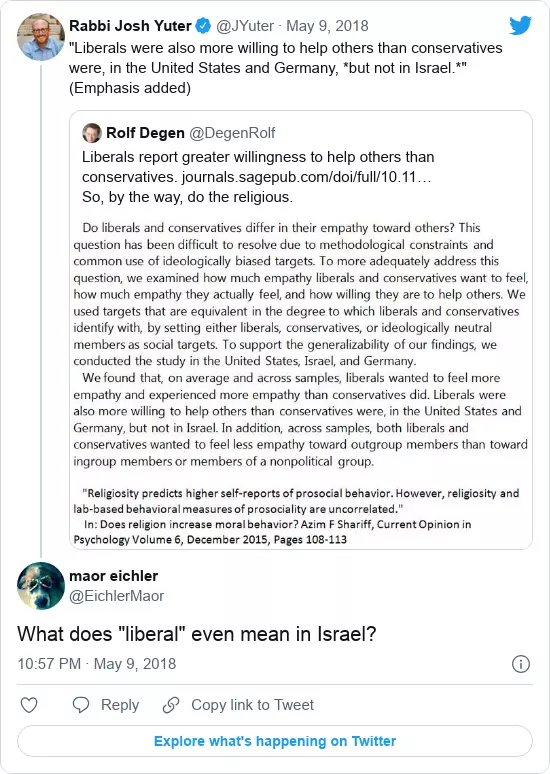 Rabbi Josh Yuter @JYuter · May 9, 2018
"Liberals were also more willing to help others than conservatives
were, in the United States and Germany, *but not in Israel.*"
(Emphasis added)
Rolf Degen @DegenRolf
Liberals report greater willingness to help others than
conservatives. journals.sagepub.com/doi/full/10.11…
So, by the way, do the religious.
Do liberals and conservatives differ in their empathy toward others? This
question has been difficult to resolve due to methodological constraints and
common use of ideologically biased targets. To more adequately address this
question, we examined how much empathy liberals and conservatives want to feel,
how much empathy they actually feel, and how willing they are to help others. We
used targets that are equivalent in the degree to which liberals and conservatives
identify with, by setting either liberals, conservatives, or ideologically neutral
members as social targets. To support the generalizability of our findings, we
conducted the study in the United States, Israel, and Germany.
We found that, on average and across samples, liberals wanted to feel more
empathy and experienced more empathy than conservatives did. Liberals were
also more willing to help others than conservatives were, in the United States and
Germany, but not in Israel. In addition, across samples, both liberals and
conservatives wanted to feel less empathy toward outgroup members than toward
ingroup members or members of a nonpolitical group.
"Religiosity predicts higher self-reports of prosocial behavior. However, religiosity and
lab-based behavioral measures of prosociality are uncorrelated."
In: Does religion increase moral behavior? Azim F Shariff, Current Opinion in
Psychology Volume 6, December 2015, Pages 108-113
maor eichler
@EichlerMaor
What does "liberal" even mean in Israel?
10:57 PM · May 9, 2018
Reply Copy link to Tweet
Explore what's happening on Twitter